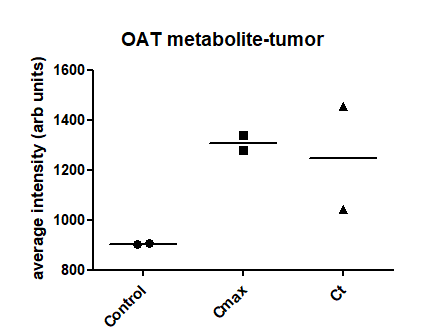 OAT metabolite-tumor
average intensity (arb units)
1600
1400
1200
1000
800
Control
Cmax
Ct